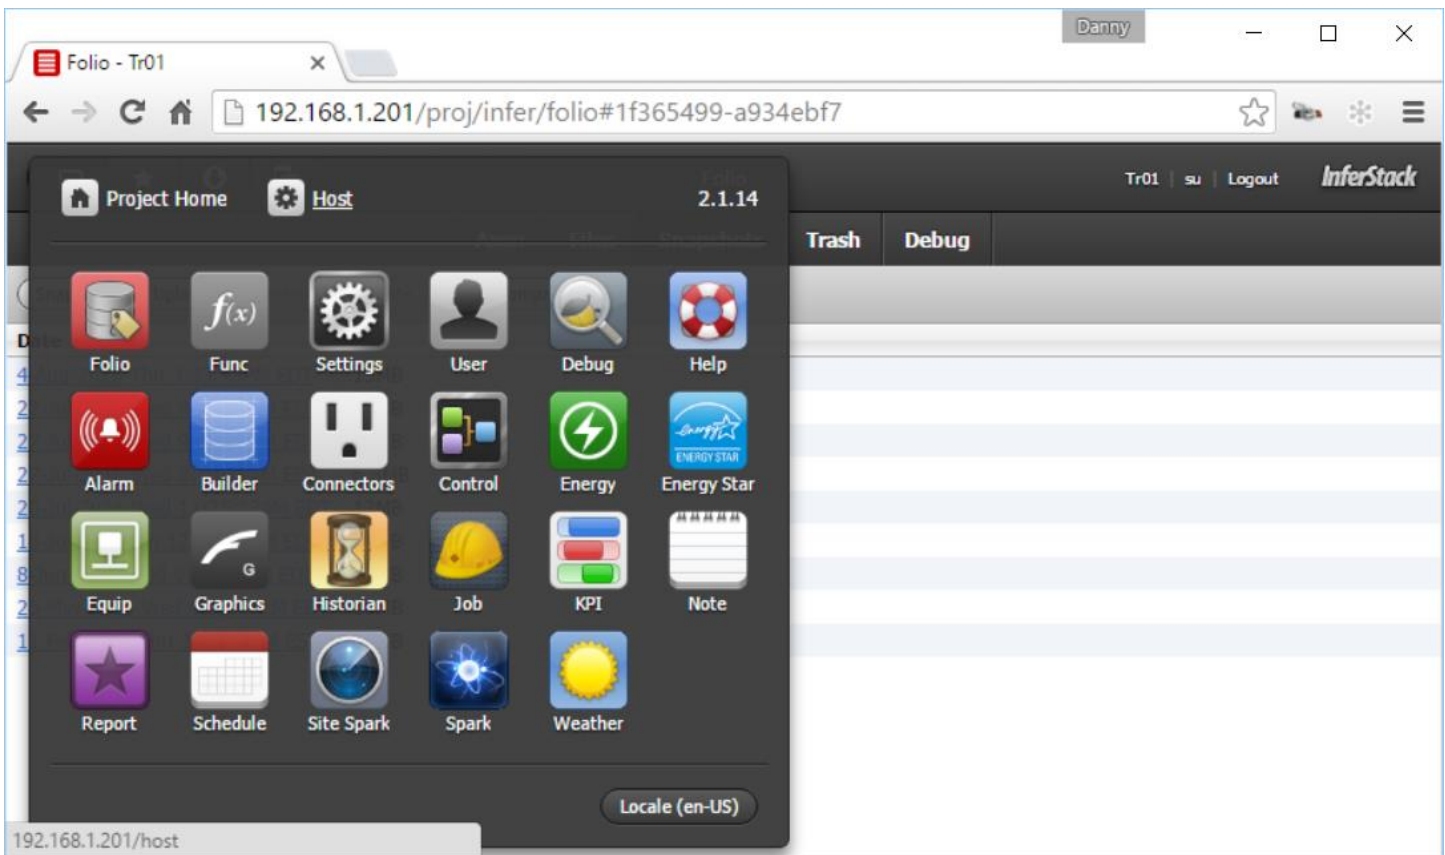 Danny
Folio - Tr01
192.168.1.201/proj/infer/folio#1f365499-a934ebf7
Project Home Host 2.1.14
Tr01 su Logout InferStack
Trash Debug
Folio Func Settings User Debug Help
Alarm Builder Connectors Control Energy Energy Star
Equip Graphics Historian Job KPI Note
Report Schedule Site Spark Spark Weather
f(x)
energy
ENERGY STAR
G
Locale (en-US)
192.168.1.201/host